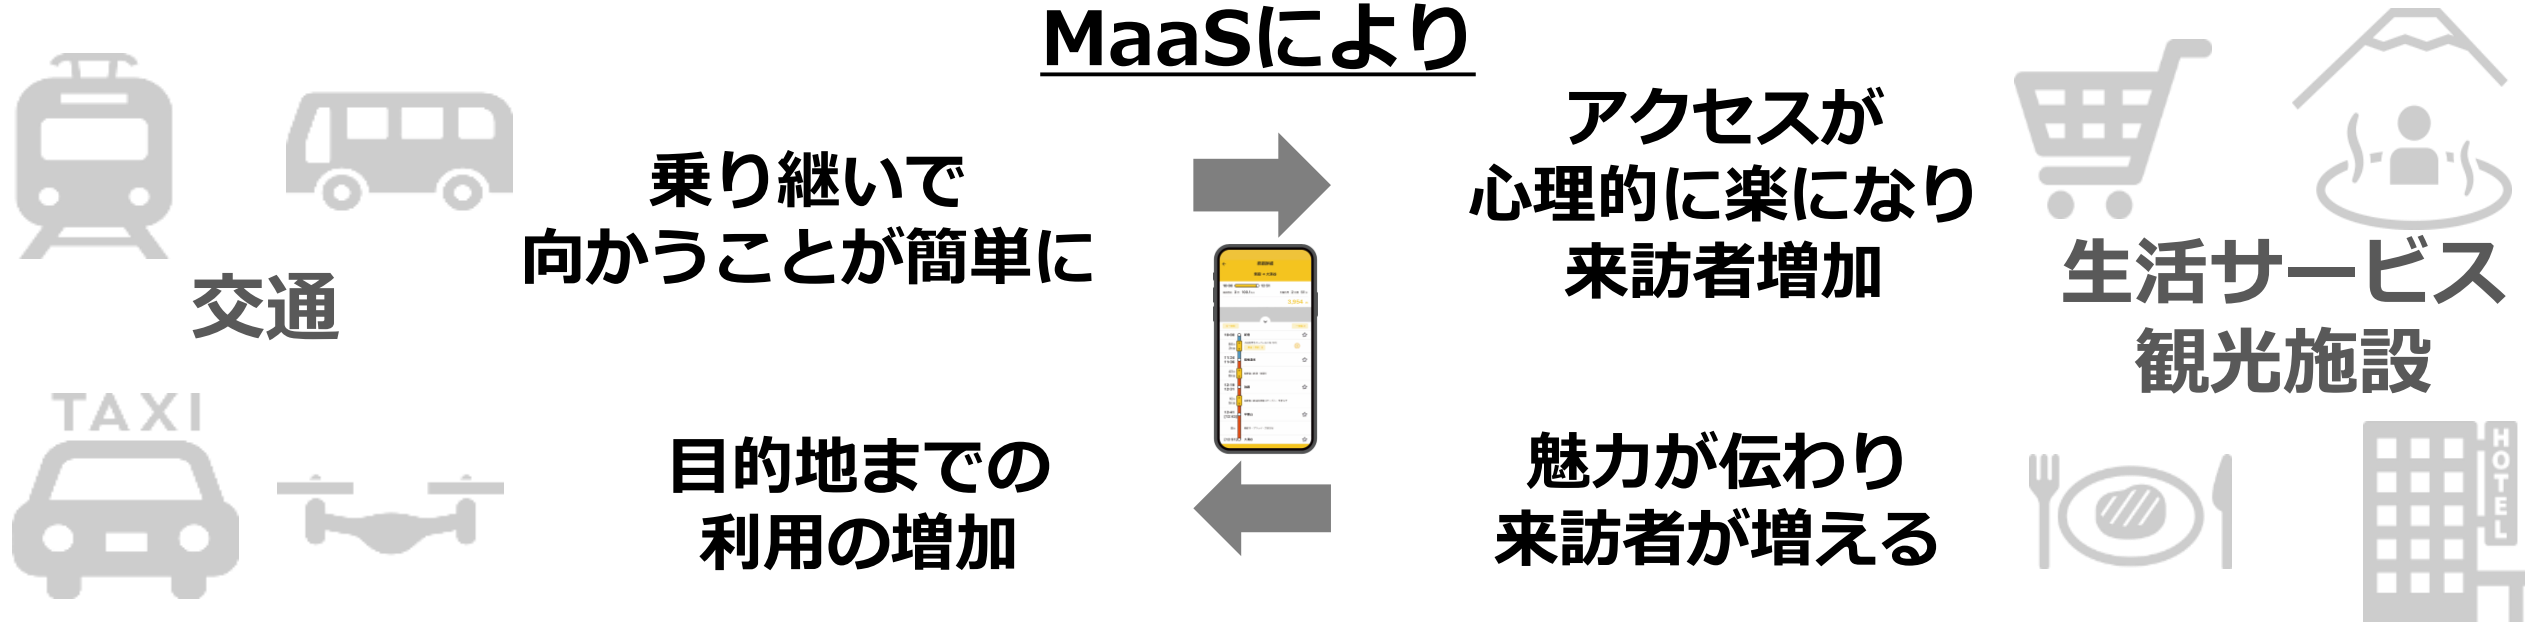 MaaSにより
交通
TAXI
乗り継いで
向かうことが簡単に
アクセスが
心理的に楽になり
来訪者増加
目的地までの
利用の増加
魅力が伝わり
来訪者が増える
生活サービス
観光施設
HOTEL